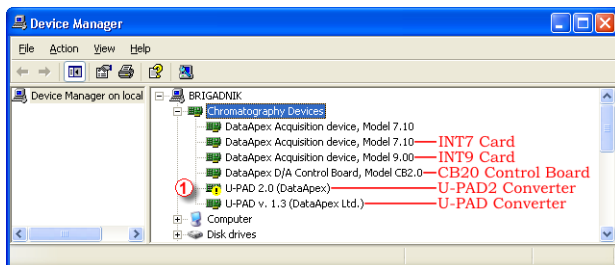 Device Manager
File Action View Help
Device Manager on local
BRIGADNIK
Chromatography Devices
DataApex Acquisition device, Model 7.10
DataApex Acquisition device, Model 7.10 INT7 Card
DataApex Acquisition device, Model 9.00 INT9 Card
DataApex D/A Control Board, Model CB2.0 CB20 Control Board
1 U-PAD 2.0 (DataApex) U-PAD2 Converter
U-PAD v. 1.3 (DataApex Ltd.) U-PAD Converter
Computer
Disk drives